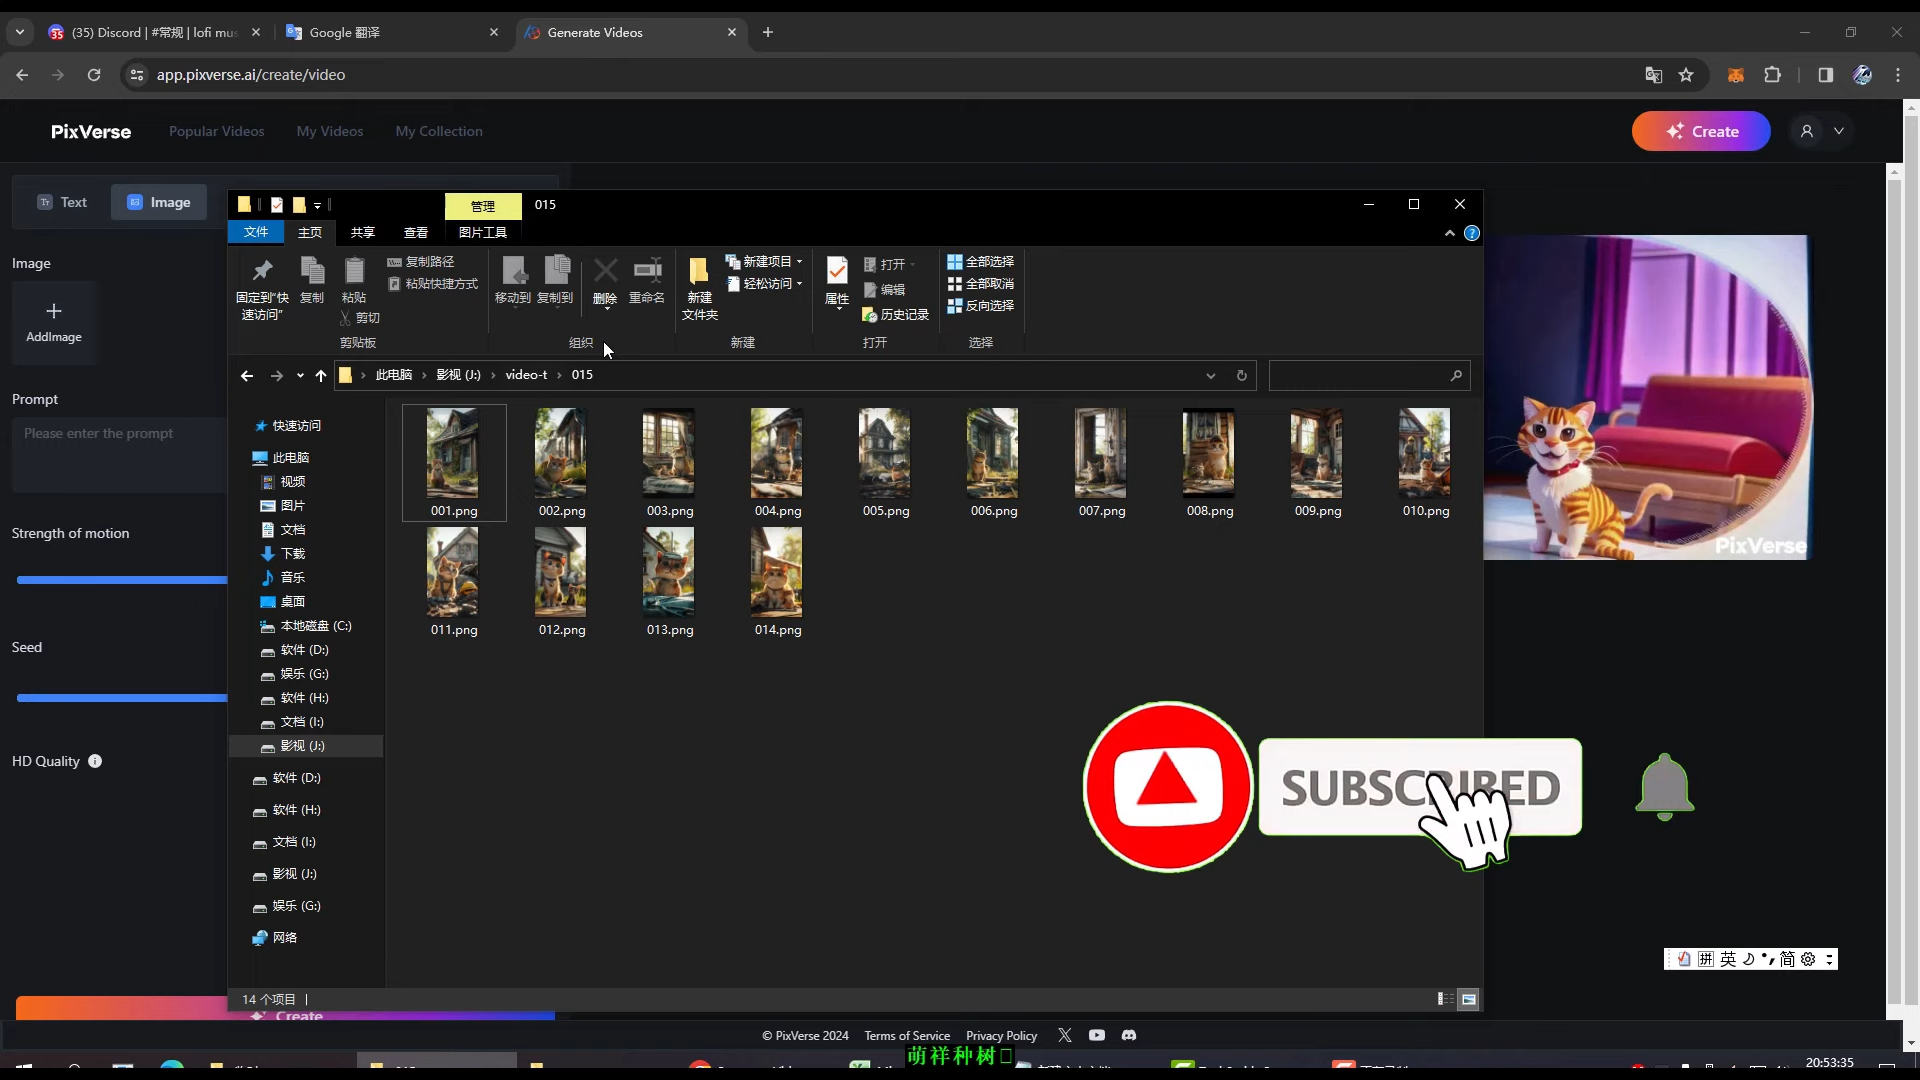 (35) Discord | #常规 | lofi mus
Google 翻译
Generate Videos
app.pixverse.ai/create/video
PixVerse
Popular Videos
My Videos
My Collection
Create
Text
Image
管理
015
文件
主页
共享
查看
图片工具
固定到"快
速访问"
复制
粘贴
复制路径
粘贴快捷方式
剪切
剪贴板
移动到
复制到
删除
重命名
组织
新建
文件夹
新建项目
轻松访问
新建
属性
打开
编辑
历史记录
打开
全部选择
全部取消
反向选择
选择
Image
AddImage
Prompt
Please enter the prompt
Strength of motion
Seed
HD Quality
此电脑
影视 (J:)
video-t
015
快速访问
此电脑
视频
图片
文档
下载
音乐
桌面
本地磁盘 (C:)
软件 (D:)
娱乐 (G:)
软件 (H:)
文档 (I:)
影视 (J:)
软件 (D:)
软件 (H:)
文档 (I:)
影视 (J:)
娱乐 (G:)
网络
001.png
002.png
003.png
004.png
005.png
006.png
007.png
008.png
009.png
010.png
011.png
012.png
013.png
014.png
PixVerse
SUBSCRIBED
拼 英 简
14 个项目
Create
© PixVerse 2024
Terms of Service
Privacy Policy
萌祥种树
20:53:35